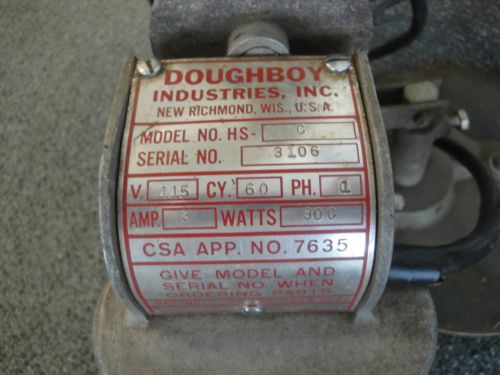 DOUGHBOY
INDUSTRIES, INC.
NEW RICHMOND, WIS., U.S.A.
MODEL NO. HS- C
SERIAL NO. 3106
V. 115 CY. 60 PH. 1
AMP. 3 WATTS 300
CSA APP. NO. 7635
GIVE MODEL AND
SERIAL NO. WHEN
ORDERING PARTS